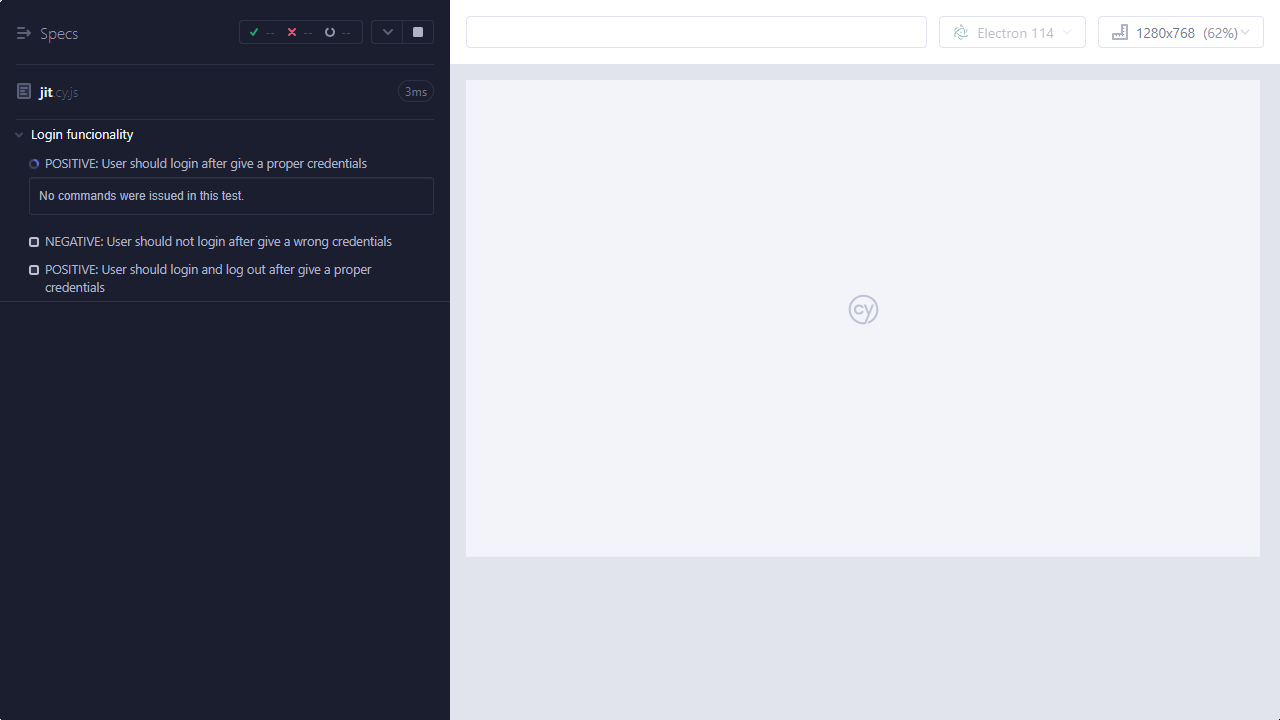 Specs
--
--
--
Electron 114
1280x768 (62%)
jit.cy.js
3ms
Login funcionality
POSITIVE: User should login after give a proper credentials
No commands were issued in this test.
NEGATIVE: User should not login after give a wrong credentials
POSITIVE: User should login and log out after give a proper
credentials
cy